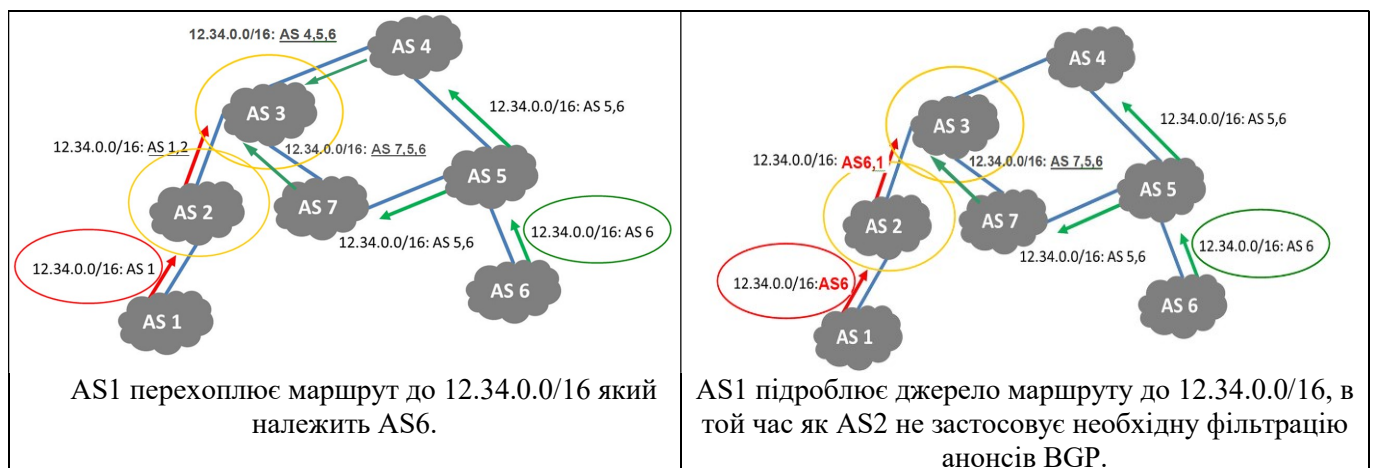 12.34.0.0/16: AS 4,5,6
AS 4
12.34.0.0/16: AS 5,6
AS 3
12.34.0.0/16: AS 1,2
12.34.0.0/16: AS 7,5,6
AS 5
AS 2
AS 7
12.34.0.0/16: AS 6
12.34.0.0/16: AS 5,6
12.34.0.0/16: AS 1
AS 6
AS 1
AS1 перехоплює маршрут до 12.34.0.0/16 який
належить AS6.
AS 4
12.34.0.0/16: AS 5,6
AS 3
12.34.0.0/16: AS6,1
12.34.0.0/16: AS 7,5,6
AS 5
AS 2
AS 7
12.34.0.0/16: AS 6
12.34.0.0/16: AS 5,6
12.34.0.0/16:AS6
AS 6
AS 1
AS1 підроблює джерело маршруту до 12.34.0.0/16, в
той час як AS2 не застосовує необхідну фільтрацію
анонсів BGP.